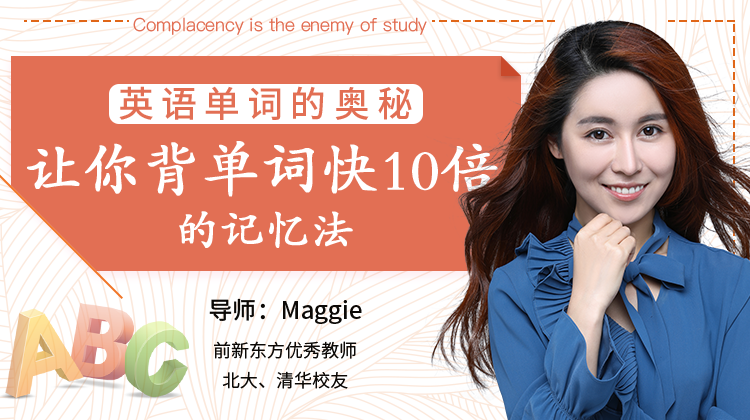 Complacency is the enemy of study
英语单词的奥秘
让你背单词快10倍
的记忆法
导师：Maggie
前新东方优秀教师
北大、清华校友
ABC